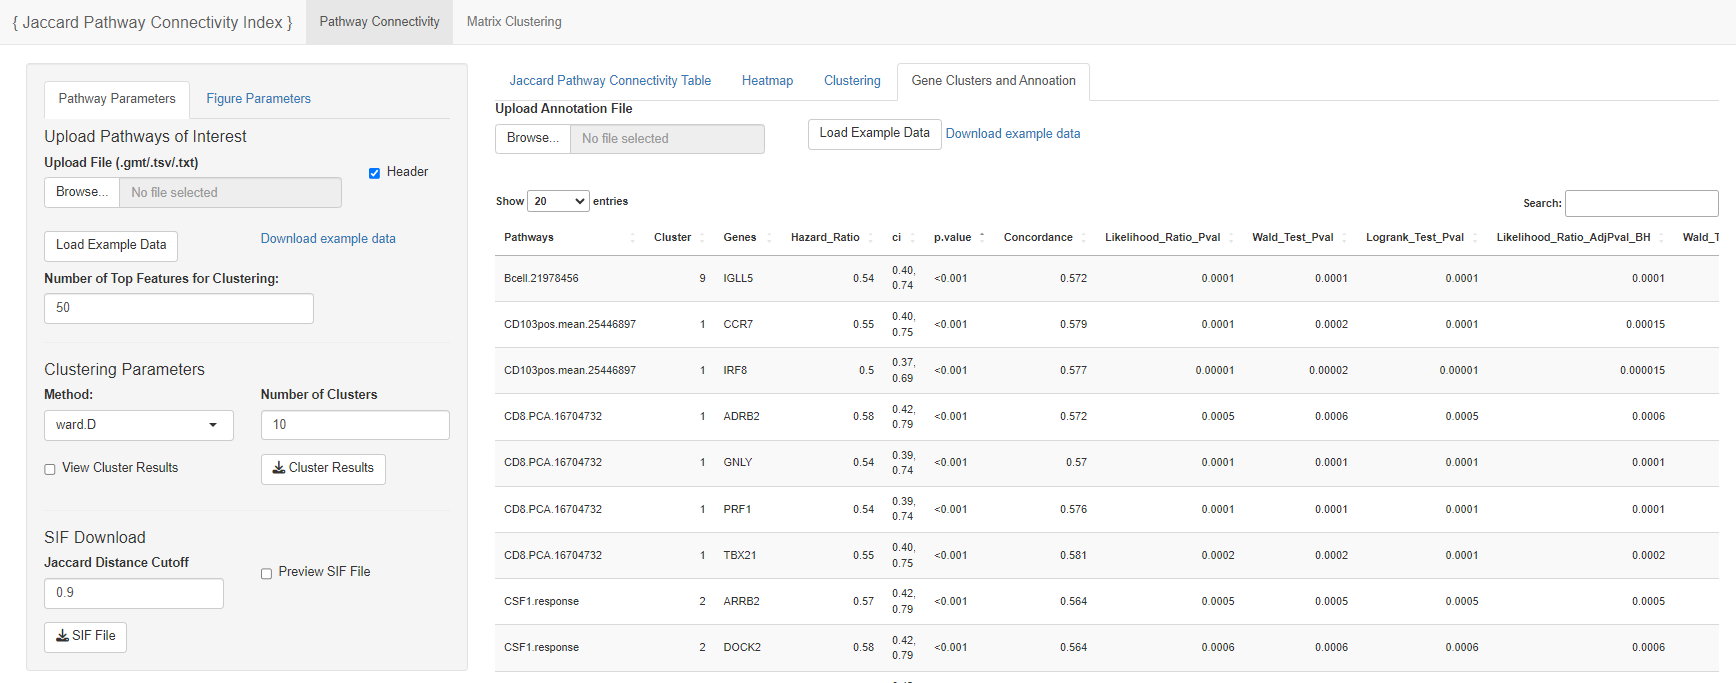 { Jaccard Pathway Connectivity Index } Pathway Connectivity Matrix Clustering
Pathway Parameters Figure Parameters
Upload Pathways of Interest
Upload File (.gmt/.tsv/.txt)
Header
Browse... No file selected
Load Example Data Download example data
Number of Top Features for Clustering:
50
Clustering Parameters
Method: Number of Clusters
ward.D 10
View Cluster Results Cluster Results
SIF Download
Jaccard Distance Cutoff
Preview SIF File
0.9
SIF File
Jaccard Pathway Connectivity Table Heatmap Clustering Gene Clusters and Annoation
Upload Annotation File
Browse... No file selected Load Example Data Download example data
Show 20 entries Search:
Pathways Cluster Genes Hazard_Ratio ci p.value Concordance Likelihood_Ratio_Pval Wald_Test_Pval Logrank_Test_Pval Likelihood_Ratio_AdjPval_BH Wald_T
Bcell.21978456 9 IGLL5 0.54 0.40, 0.74 <0.001 0.572 0.0001 0.0001 0.0001 0.0001
CD103pos.mean.25446897 1 CCR7 0.55 0.40, 0.75 <0.001 0.579 0.0001 0.0002 0.0001 0.00015
CD103pos.mean.25446897 1 IRF8 0.5 0.37, 0.69 <0.001 0.577 0.00001 0.00002 0.00001 0.000015
CD8.PCA.16704732 1 ADRB2 0.58 0.42, 0.79 <0.001 0.572 0.0005 0.0006 0.0005 0.0006
CD8.PCA.16704732 1 GNLY 0.54 0.39, 0.74 <0.001 0.57 0.0001 0.0001 0.0001 0.0001
CD8.PCA.16704732 1 PRF1 0.54 0.39, 0.74 <0.001 0.576 0.0001 0.0001 0.0001 0.0001
CD8.PCA.16704732 1 TBX21 0.55 0.40, 0.75 <0.001 0.581 0.0002 0.0002 0.0001 0.0002
CSF1.response 2 ARRB2 0.57 0.42, 0.79 <0.001 0.564 0.0005 0.0005 0.0005 0.0005
CSF1.response 2 DOCK2 0.58 0.42, 0.79 <0.001 0.564 0.0006 0.0006 0.0006 0.0006